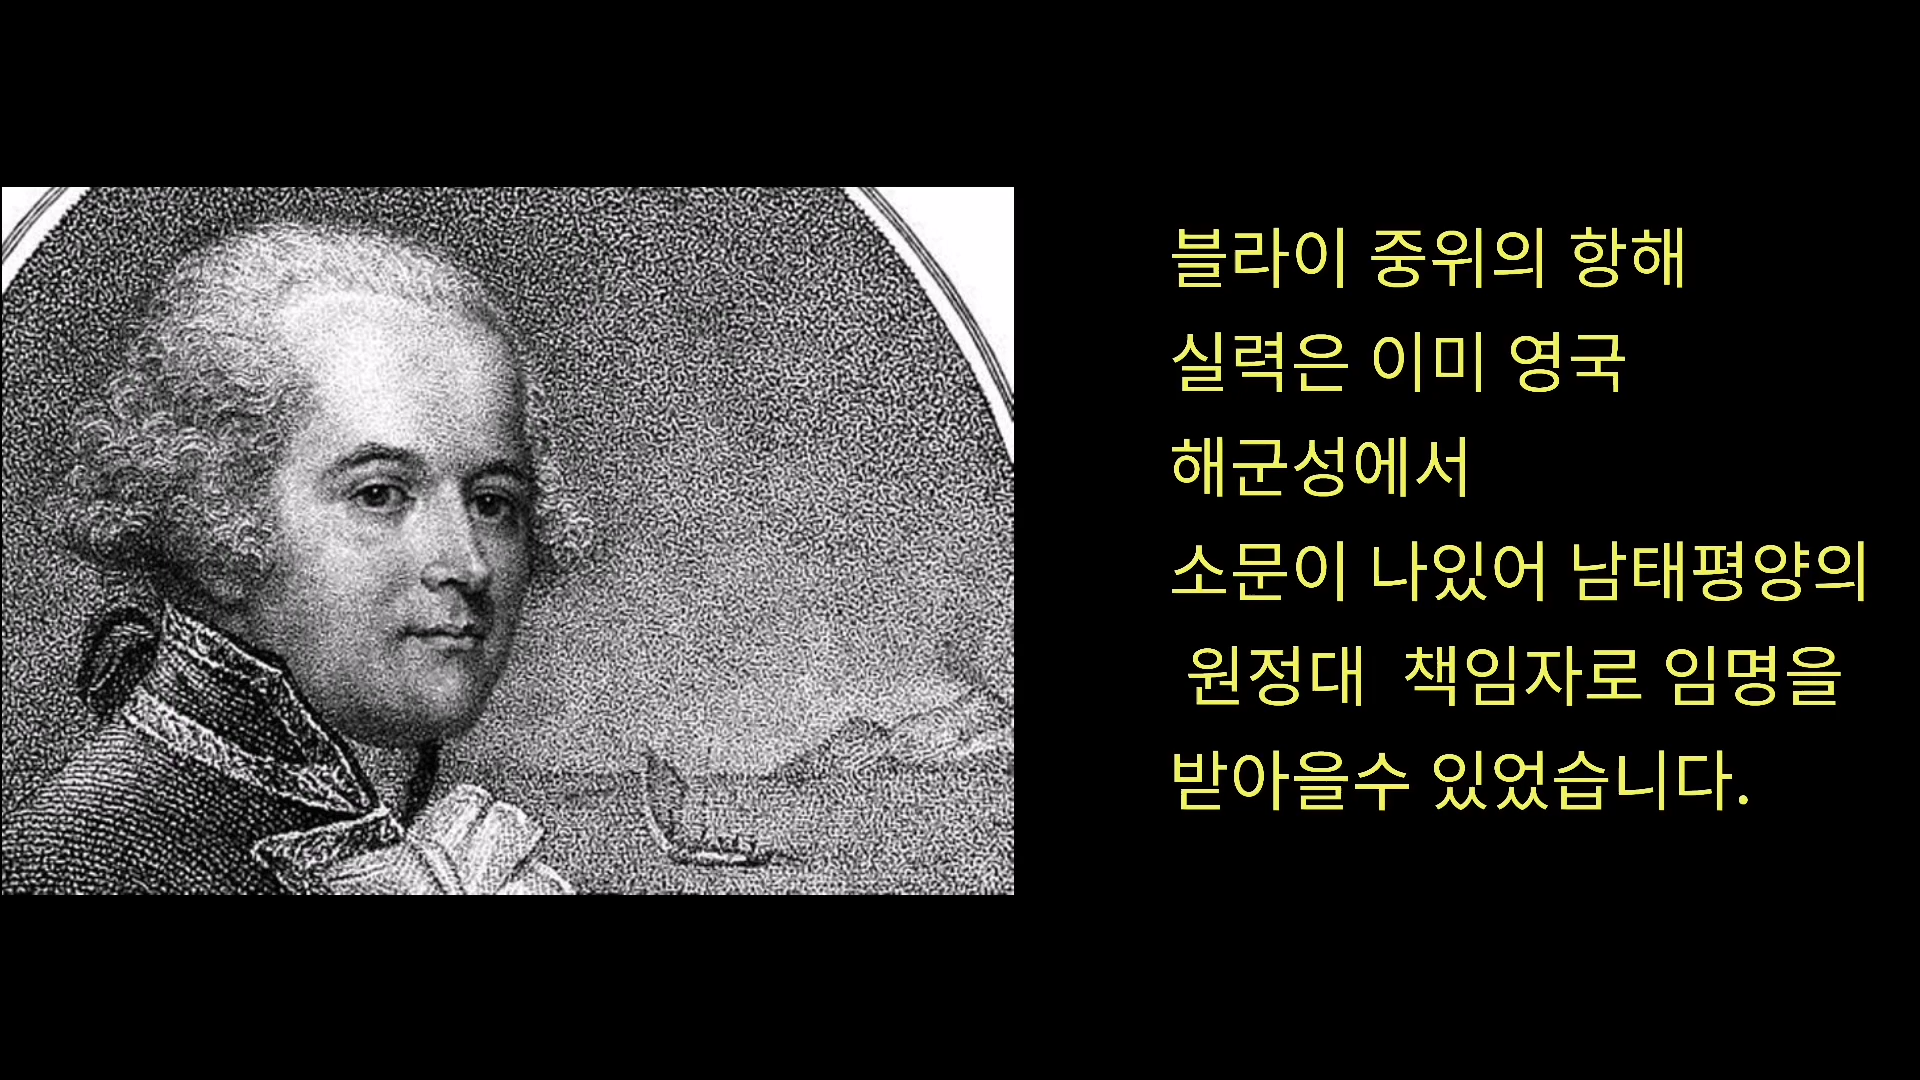 블라이 중위의 항해
실력은 이미 영국
해군성에서
소문이 나있어 남태평양의
원정대  책임자로 임명을
받아을수 있었습니다.